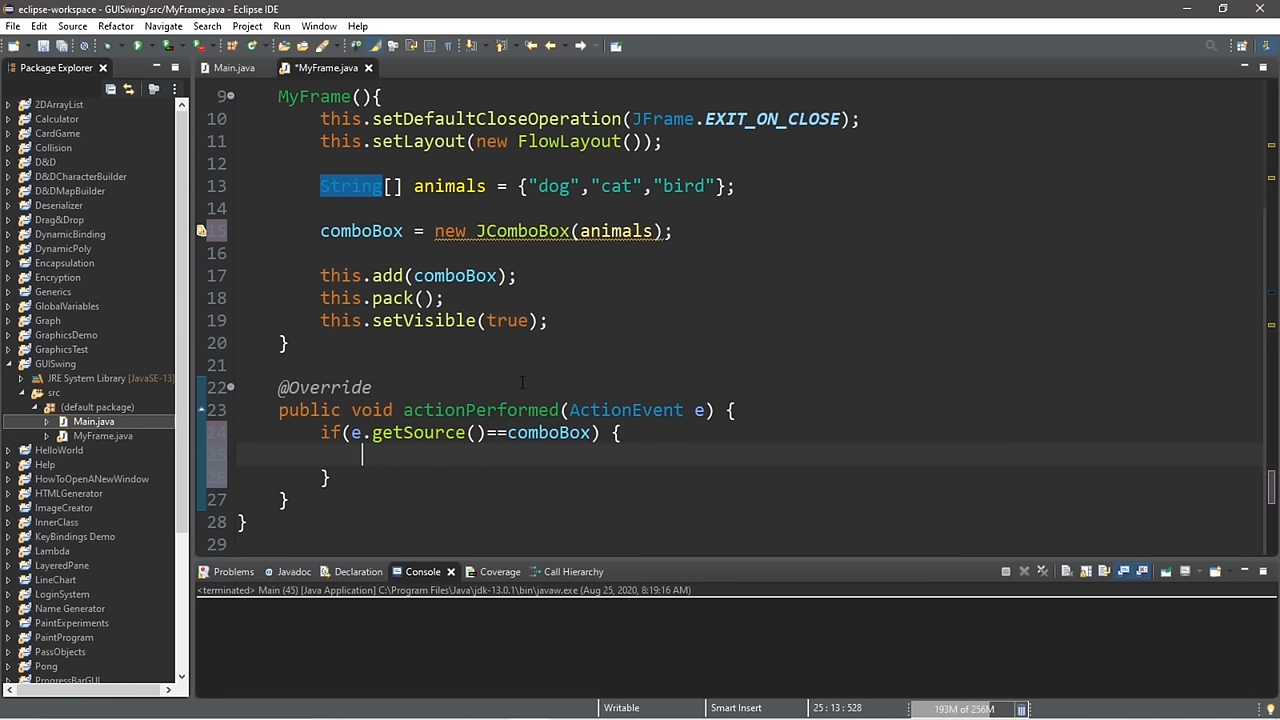 eclipse-workspace - GUISwing/src/MyFrame.java - Eclipse IDE
File Edit Source Refactor Navigate Search Project Run Window Help
Package Explorer
Main.java
*MyFrame.java
2DArrayList
Calculator
CardGame
Collision
D&D
D&DCharacterBuilder
D&DMapBuilder
Deserializer
Drag&Drop
DynamicBinding
DynamicPoly
Encapsulation
Encryption
Generics
GlobalVariables
Graph
GraphicsDemo
GraphicsTest
GUISwing
JRE System Library [JavaSE-13]
src
(default package)
Main.java
MyFrame.java
HelloWorld
Help
HowToOpenANewWindow
HTMLGenerator
ImageCreator
InnerClass
KeyBindings Demo
Lambda
LayeredPane
LineChart
LoginSystem
Name Generator
PaintExperiments
PaintProgram
PassObjects
Pong
ProgressBarGUI
9 MyFrame(){
10 this.setDefaultCloseOperation(JFrame.EXIT_ON_CLOSE);
11 this.setLayout(new FlowLayout());
12
13 String[] animals = {"dog","cat","bird"};
14
15 comboBox = new JComboBox(animals);
16
17 this.add(comboBox);
18 this.pack();
19 this.setVisible(true);
20 }
21
22 @Override
23 public void actionPerformed(ActionEvent e) {
24 if(e.getSource()==comboBox) {
25
26 }
27 }
28 }
29
Problems Javadoc Declaration Console Coverage Call Hierarchy
<terminated> Main (45) [Java Application] C:\Program Files\Java\jdk-13.0.1\bin\javaw.exe (Aug 25, 2020, 8:19:16 AM)
Writable Smart Insert 25 : 13 : 528 193M of 256M